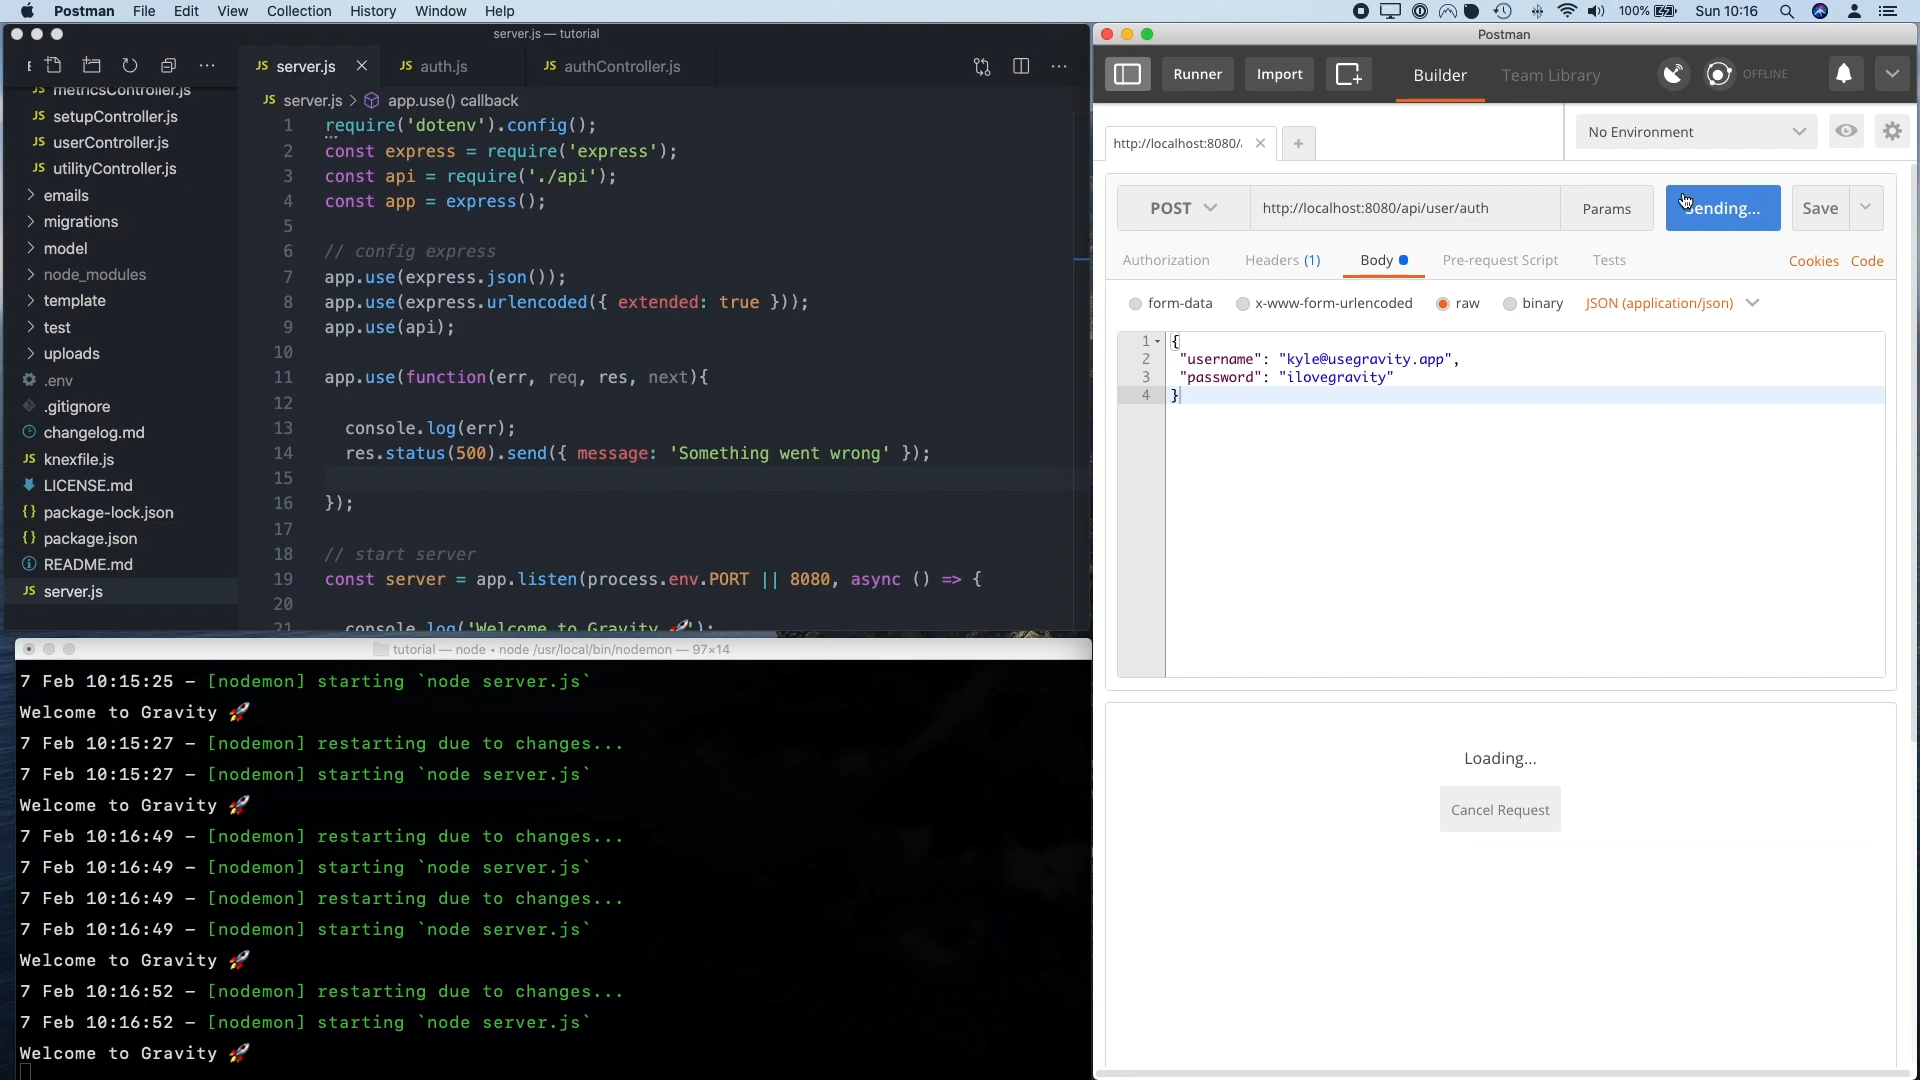 Postman File Edit View Collection History Window Help
100% Sun 10:16
server.js — tutorial
metricsController.js
JS setupController.js
JS userController.js
JS utilityController.js
emails
migrations
model
node_modules
template
test
uploads
.env
.gitignore
changelog.md
JS knexfile.js
LICENSE.md
{} package-lock.json
{} package.json
README.md
JS server.js
JS server.js
JS auth.js
JS authController.js
JS server.js > app.use() callback
1 require('dotenv').config();
2 const express = require('express');
3 const api = require('./api');
4 const app = express();
5
6 // config express
7 app.use(express.json());
8 app.use(express.urlencoded({ extended: true }));
9 app.use(api);
10
11 app.use(function(err, req, res, next){
12
13 console.log(err);
14 res.status(500).send({ message: 'Something went wrong' });
15
16 });
17
18 // start server
19 const server = app.listen(process.env.PORT || 8080, async () => {
20
21 console.log('Welcome to Gravity 🚀');
tutorial — node • node /usr/local/bin/nodemon — 97×14
7 Feb 10:15:25 - [nodemon] starting `node server.js`
Welcome to Gravity 🚀
7 Feb 10:15:27 - [nodemon] restarting due to changes...
7 Feb 10:15:27 - [nodemon] starting `node server.js`
Welcome to Gravity 🚀
7 Feb 10:16:49 - [nodemon] restarting due to changes...
7 Feb 10:16:49 - [nodemon] starting `node server.js`
7 Feb 10:16:49 - [nodemon] restarting due to changes...
7 Feb 10:16:49 - [nodemon] starting `node server.js`
Welcome to Gravity 🚀
7 Feb 10:16:52 - [nodemon] restarting due to changes...
7 Feb 10:16:52 - [nodemon] starting `node server.js`
Welcome to Gravity 🚀
Postman
Runner Import Builder Team Library OFFLINE
http://localhost:8080/ No Environment
POST http://localhost:8080/api/user/auth Params Sending... Save
Authorization Headers (1) Body Pre-request Script Tests Cookies Code
form-data x-www-form-urlencoded raw binary JSON (application/json)
1 {
2 "username": "kyle@usegravity.app",
3 "password": "ilovegravity"
4 }
Loading...
Cancel Request